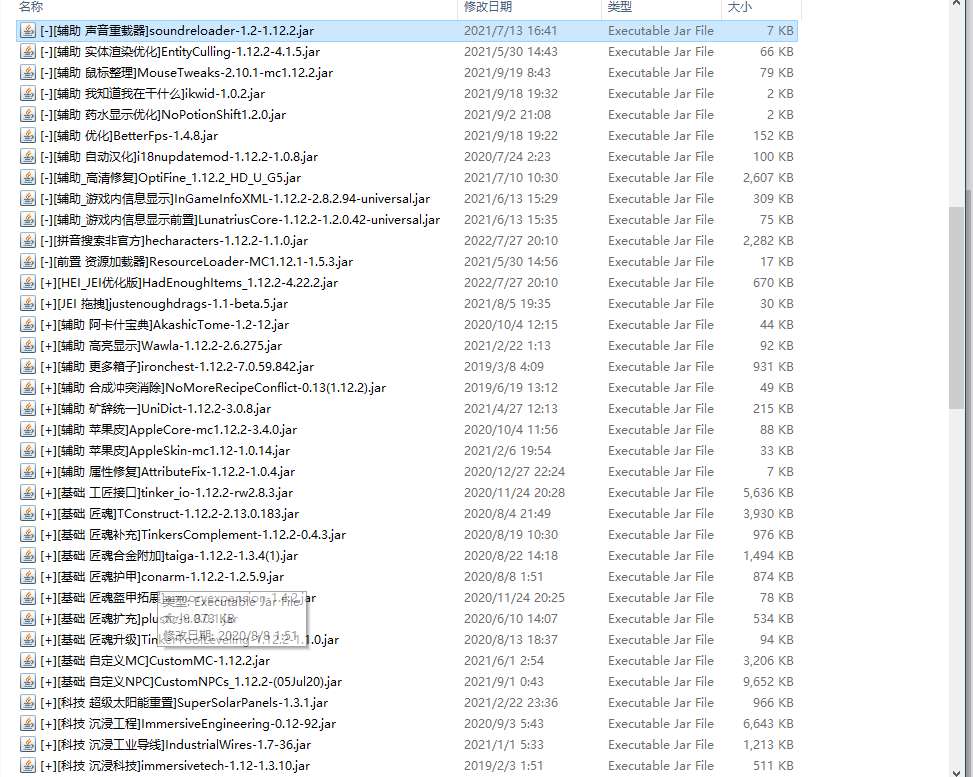 名称 修改日期 类型 大小
[-][辅助 声音重载器]soundreloader-1.2-1.12.2.jar 2021/7/13 16:41 Executable Jar File 7 KB
[-][辅助 实体渲染优化]EntityCulling-1.12.2-4.1.5.jar 2021/5/30 14:43 Executable Jar File 66 KB
[-][辅助 鼠标整理]MouseTweaks-2.10.1-mc1.12.2.jar 2021/9/19 8:43 Executable Jar File 79 KB
[-][辅助 我知道我在干什么]ikwid-1.0.2.jar 2021/9/18 19:32 Executable Jar File 2 KB
[-][辅助 药水显示优化]NoPotionShift1.2.0.jar 2021/9/2 21:08 Executable Jar File 2 KB
[-][辅助 优化]BetterFps-1.4.8.jar 2021/9/18 19:22 Executable Jar File 152 KB
[-][辅助 自动汉化]i18nupdatemod-1.12.2-1.0.8.jar 2020/7/24 2:23 Executable Jar File 100 KB
[-][辅助_高清修复]OptiFine_1.12.2_HD_U_G5.jar 2021/7/10 10:30 Executable Jar File 2,607 KB
[-][辅助_游戏内信息显示]InGameInfoXML-1.12.2-2.8.2.94-universal.jar 2021/6/13 15:29 Executable Jar File 309 KB
[-][辅助_游戏内信息显示前置]LunatriusCore-1.12.2-1.2.0.42-universal.jar 2021/6/13 15:35 Executable Jar File 75 KB
[-][拼音搜索非官方]hecharacters-1.12.2-1.1.0.jar 2022/7/27 20:10 Executable Jar File 2,282 KB
[-][前置 资源加载器]ResourceLoader-MC1.12.1-1.5.3.jar 2021/5/30 14:56 Executable Jar File 17 KB
[+][HEI_JEI优化版]HadEnoughItems_1.12.2-4.22.2.jar 2022/7/27 20:10 Executable Jar File 670 KB
[+][JEI 拖拽]justenoughdrags-1.1-beta.5.jar 2021/8/5 19:35 Executable Jar File 30 KB
[+][辅助 阿卡什宝典]AkashicTome-1.2-12.jar 2020/10/4 12:15 Executable Jar File 44 KB
[+][辅助 高亮显示]Wawla-1.12.2-2.6.275.jar 2021/2/22 1:13 Executable Jar File 92 KB
[+][辅助 更多箱子]ironchest-1.12.2-7.0.59.842.jar 2019/3/8 4:09 Executable Jar File 931 KB
[+][辅助 合成冲突消除]NoMoreRecipeConflict-0.13(1.12.2).jar 2019/6/19 13:12 Executable Jar File 49 KB
[+][辅助 矿辞统一]UniDict-1.12.2-3.0.8.jar 2021/4/27 12:13 Executable Jar File 215 KB
[+][辅助 苹果皮]AppleCore-mc1.12.2-3.4.0.jar 2020/10/4 11:56 Executable Jar File 88 KB
[+][辅助 苹果皮]AppleSkin-mc1.12-1.0.14.jar 2021/2/6 19:54 Executable Jar File 33 KB
[+][辅助 属性修复]AttributeFix-1.12.2-1.0.4.jar 2020/12/27 22:24 Executable Jar File 7 KB
[+][基础 工匠接口]tinker_io-1.12.2-rw2.8.3.jar 2020/11/24 20:28 Executable Jar File 5,636 KB
[+][基础 匠魂]TConstruct-1.12.2-2.13.0.183.jar 2020/8/4 21:49 Executable Jar File 3,930 KB
[+][基础 匠魂补充]TinkersComplement-1.12.2-0.4.3.jar 2020/8/19 10:30 Executable Jar File 976 KB
[+][基础 匠魂合金附加]taiga-1.12.2-1.3.4(1).jar 2020/8/22 14:18 Executable Jar File 1,494 KB
[+][基础 匠魂护甲]conarm-1.12.2-1.2.5.9.jar 2020/8/8 1:51 Executable Jar File 874 KB
[+][基础 匠魂盔甲拓展]armoryexpansion-1.4.2.jar 2020/11/24 20:25 Executable Jar File 78 KB
类型: Executable Jar File
[+][基础 匠魂扩充]plustic 2020/6/10 14:07 Executable Jar File 534 KB
大小: 873 KB
修改日期: 2020/8/8 1:51
[+][基础 匠魂升级]TinkerToolLeveling-1.12.2-1.1.0.jar 2020/8/13 18:37 Executable Jar File 94 KB
[+][基础 自定义MC]CustomMC-1.12.2.jar 2021/6/1 2:54 Executable Jar File 3,206 KB
[+][基础 自定义NPC]CustomNPCs_1.12.2-(05Jul20).jar 2021/9/1 0:43 Executable Jar File 9,652 KB
[+][科技 超级太阳能重置]SuperSolarPanels-1.3.1.jar 2021/2/22 23:36 Executable Jar File 966 KB
[+][科技 沉浸工程]ImmersiveEngineering-0.12-92.jar 2020/9/3 5:43 Executable Jar File 6,643 KB
[+][科技 沉浸工业导线]IndustrialWires-1.7-36.jar 2021/1/1 5:33 Executable Jar File 1,213 KB
[+][科技 沉浸科技]immersivetech-1.12-1.3.10.jar 2019/2/3 1:51 Executable Jar File 511 KB